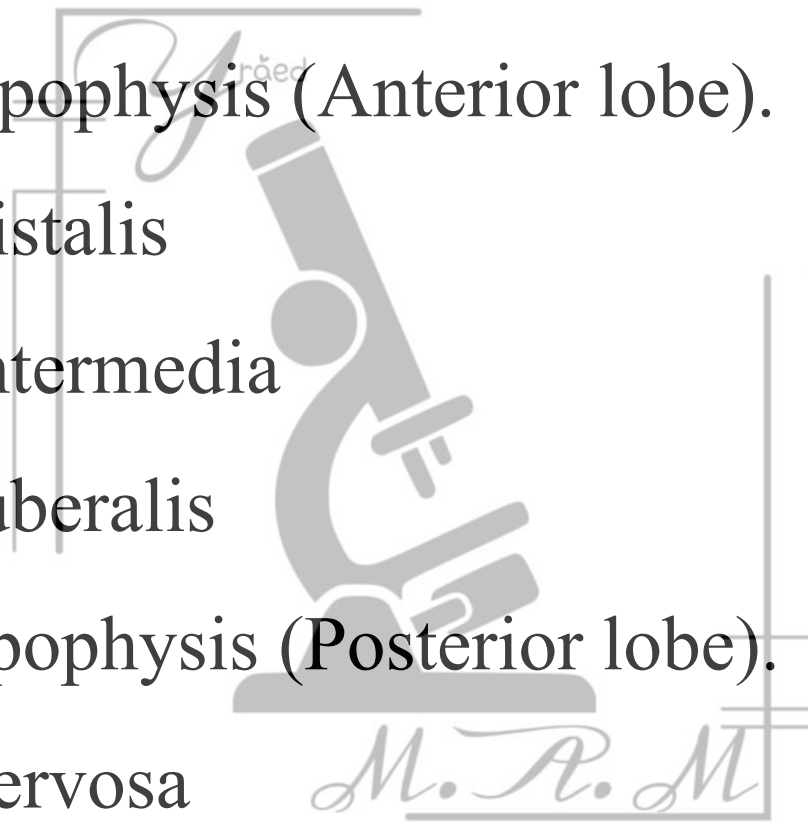 pophysis (Anterior lobe).
istalis
ntermedia
uberalis
pophysis (Posterior lobe).
ervosa
M. A. M